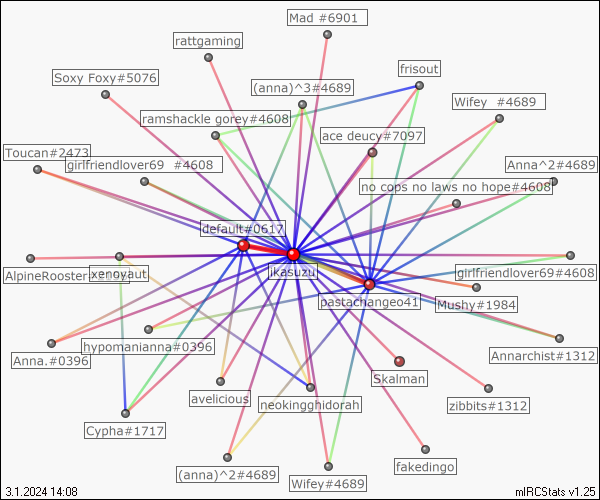 Mad #6901
rattgaming
frisout
Soxy Foxy#5076
(anna)^3#4689
Wifey #4689
ramshackle gorey#4608
ace deucy#7097
Toucan#2473
girlfriendlover69 #4608
Anna^2#4689
no cops no laws no hope#4608
default#0617
ikasuzu
AlpineRooster
xenoyaut
girlfriendlover69#4608
pastachangeo41
Mushy#1984
hypomanianna#0396
Anna.#0396
Annarchist#1312
Skalman
avelicious
neokingghidorah
zibbits#1312
Cypha#1717
(anna)^2#4689
fakedingo
Wifey#4689
3.1.2024 14:08
mIRCStats v1.25